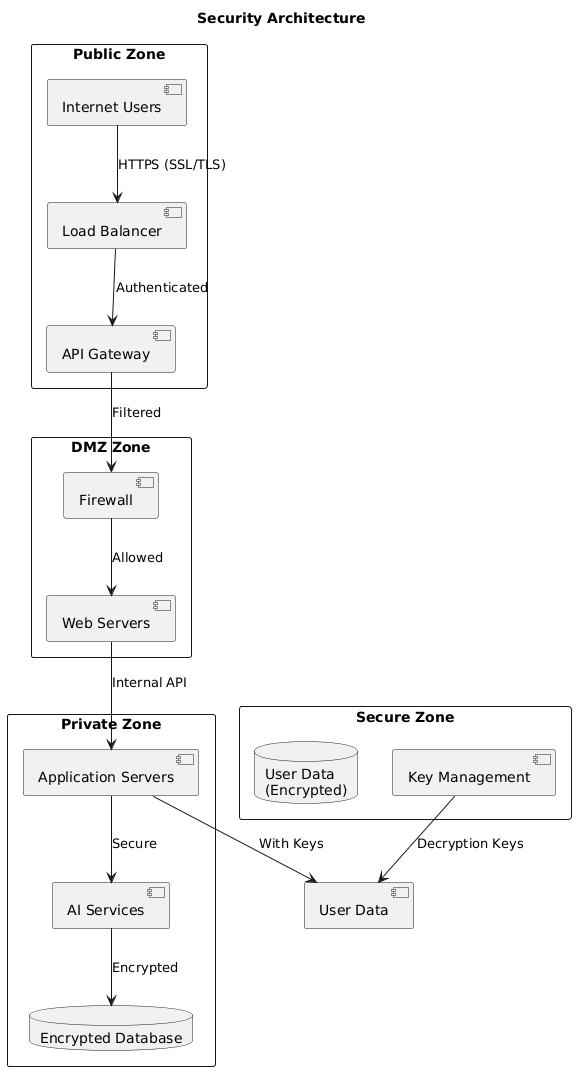 Security Architecture
Public Zone
Internet Users
HTTPS (SSL/TLS)
Load Balancer
Authenticated
API Gateway
Filtered
DMZ Zone
Firewall
Allowed
Web Servers
Internal API
Private Zone
Application Servers
Secure Zone
User Data
(Encrypted)
Key Management
Secure
With Keys
Decryption Keys
AI Services
User Data
Encrypted
Encrypted Database